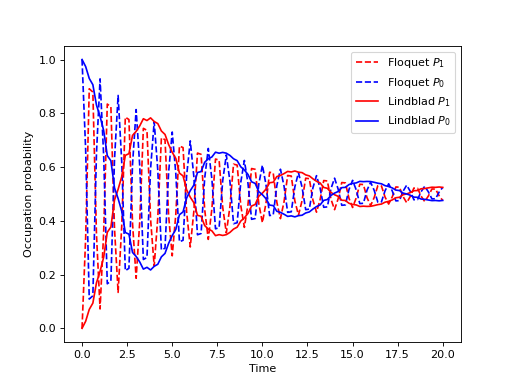 Floquet P1
Floquet P0
Lindblad P1
Lindblad P0
Occupation probability
1.0
0.8
0.6
0.4
0.2
0.0
0.0 2.5 5.0 7.5 10.0 12.5 15.0 17.5 20.0
Time